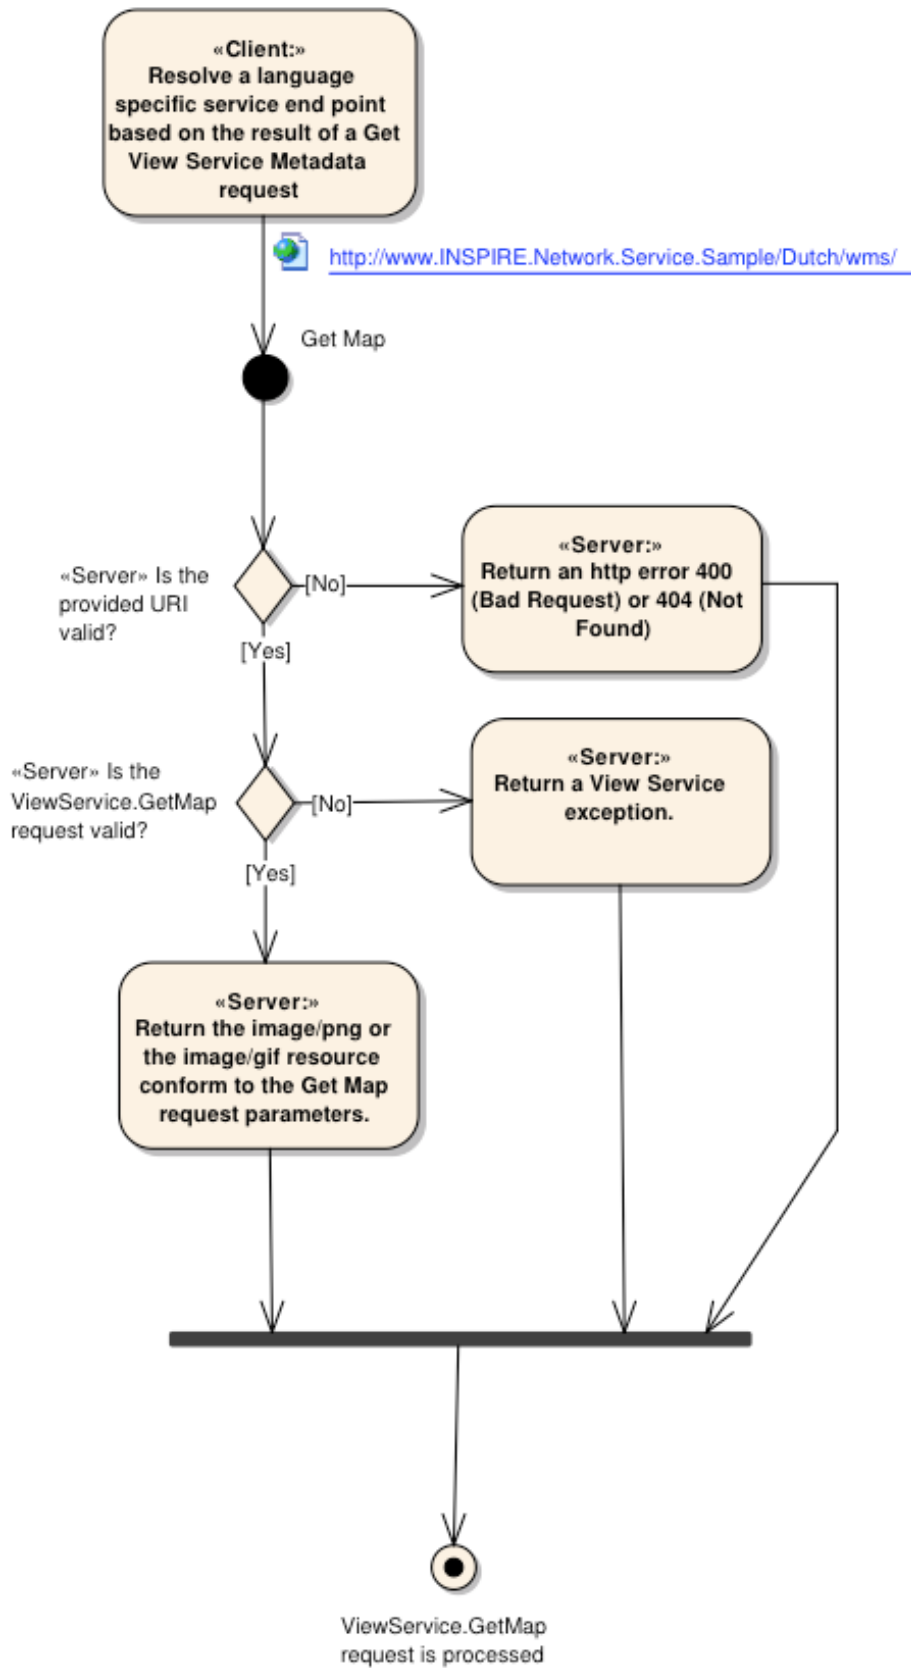 «Client:»
Resolve a language
specific service end point
based on the result of a Get
View Service Metadata
request
http://www.INSPIRE.Network.Service.Sample/Dutch/wms/
Get Map
«Server» Is the
provided URI
valid?
[No]
«Server:»
Return an http error 400
(Bad Request) or 404 (Not
Found)
[Yes]
«Server» Is the
ViewService.GetMap
request valid?
[No]
«Server:»
Return a View Service
exception.
[Yes]
«Server:»
Return the image/png or
the image/gif resource
conform to the Get Map
request parameters.
ViewService.GetMap
request is processed